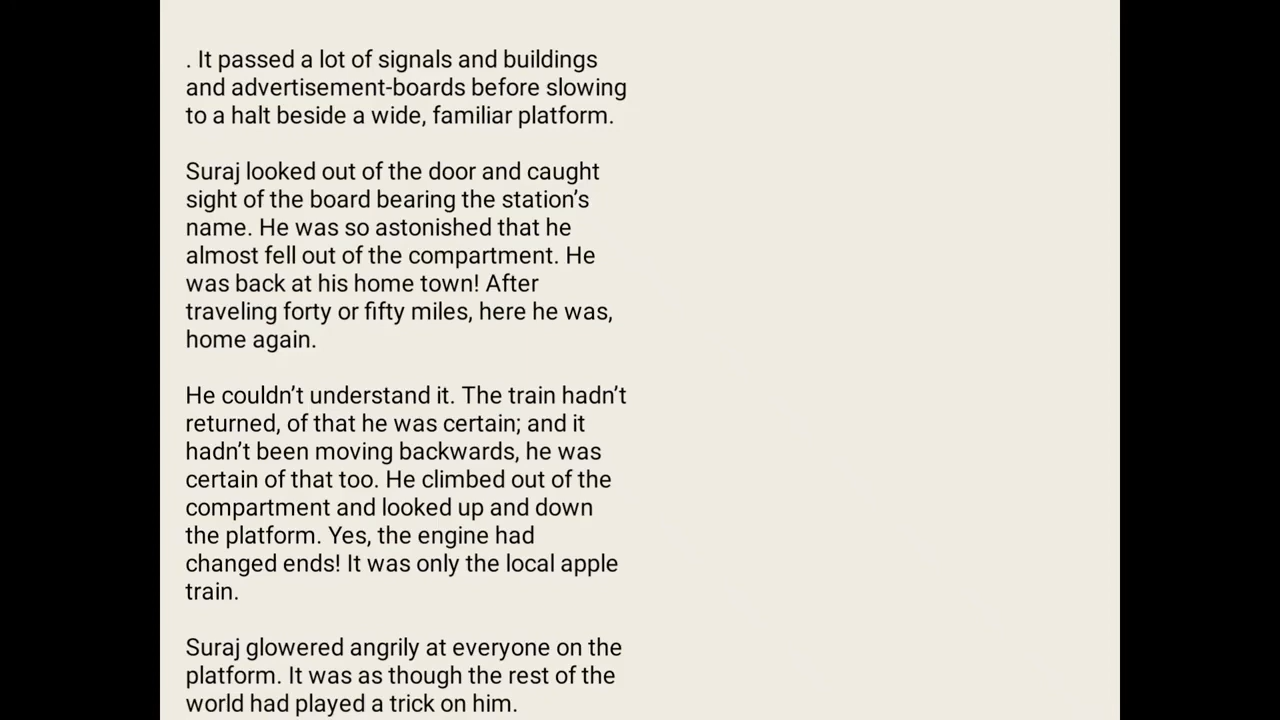 . It passed a lot of signals and buildings
and advertisement-boards before slowing
to a halt beside a wide, familiar platform.
Suraj looked out of the door and caught
sight of the board bearing the station’s
name. He was so astonished that he
almost fell out of the compartment. He
was back at his home town! After
traveling forty or fifty miles, here he was,
home again.
He couldn’t understand it. The train hadn’t
returned, of that he was certain; and it
hadn’t been moving backwards, he was
certain of that too. He climbed out of the
compartment and looked up and down
the platform. Yes, the engine had
changed ends! It was only the local apple
train.
Suraj glowered angrily at everyone on the
platform. It was as though the rest of the
world had played a trick on him.